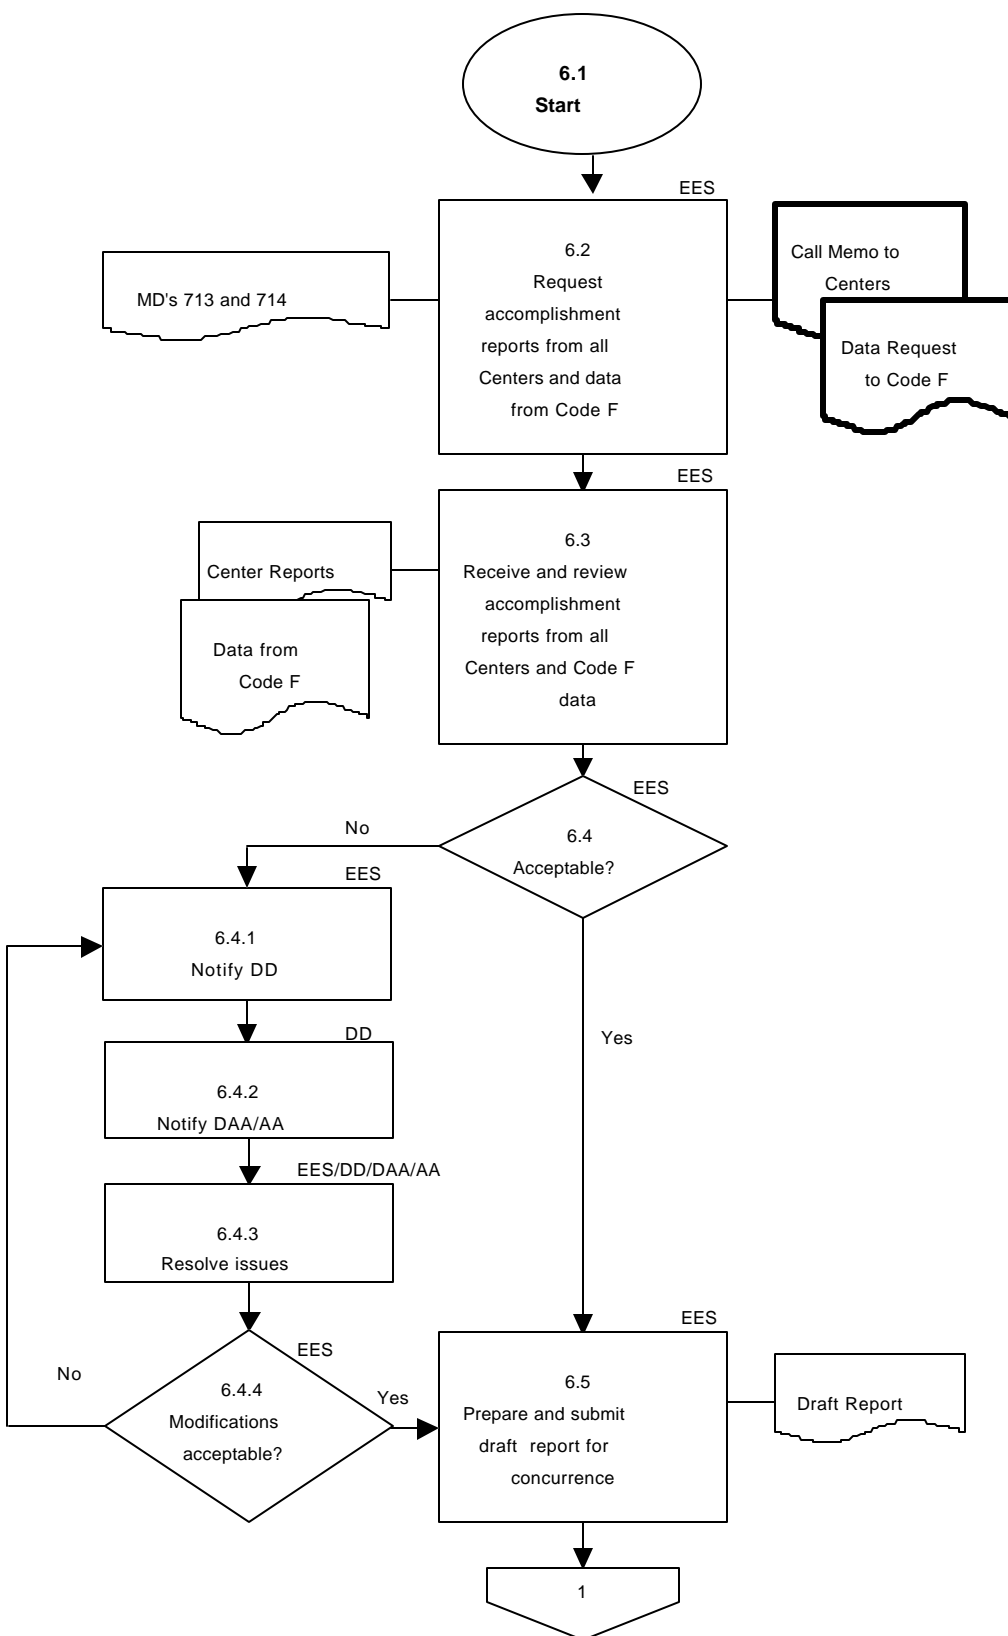 6.1
Start
EES
6.2
Request
accomplishment
reports from all
Centers and data
from Code F
MD's 713 and 714
Call Memo to
Centers
Data Request
to Code F
EES
6.3
Receive and review
accomplishment
reports from all
Centers and Code F
data
Center Reports
Data from
Code F
EES
6.4
Acceptable?
No
Yes
EES
6.4.1
Notify DD
DD
6.4.2
Notify DAA/AA
EES/DD/DAA/AA
6.4.3
Resolve issues
EES
6.4.4
Modifications
acceptable?
No
Yes
EES
6.5
Prepare and submit
draft report for
concurrence
Draft Report
1